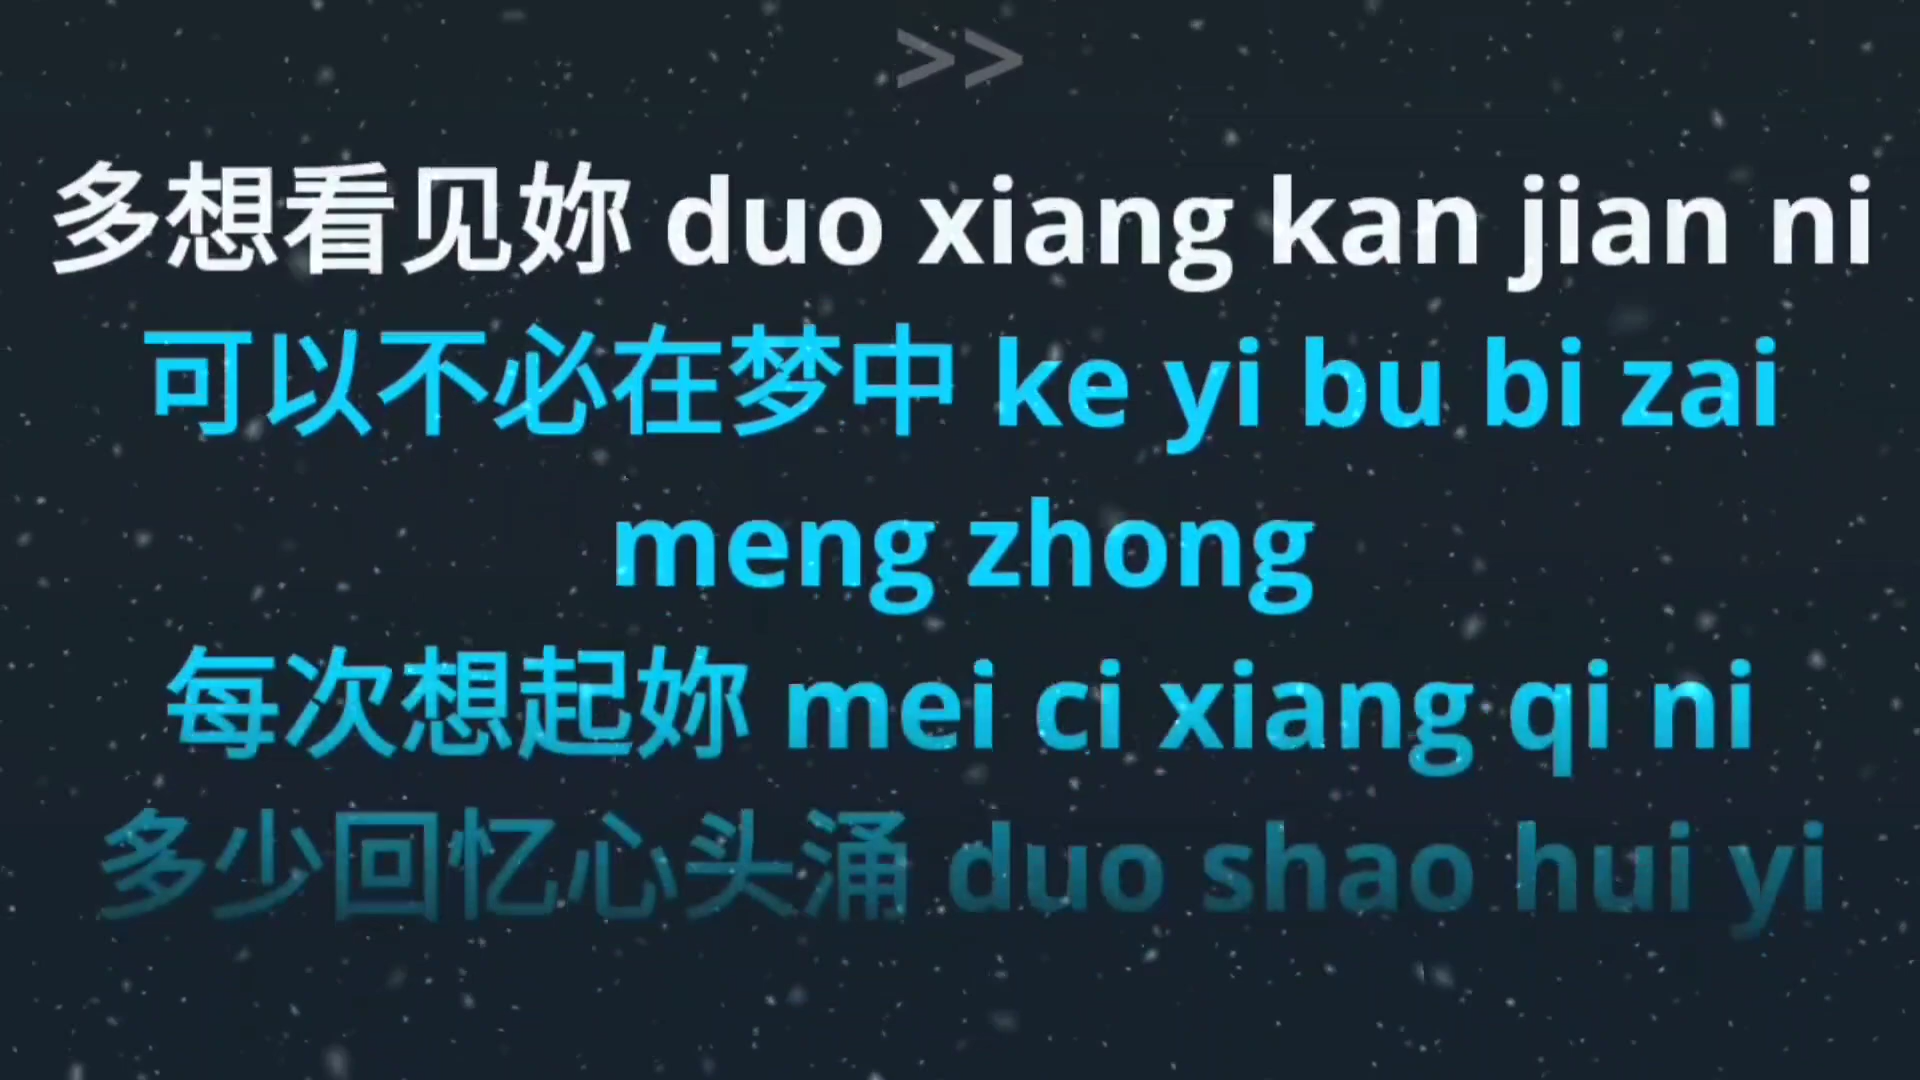 >>
多想看见妳 duo xiang kan jian ni
可以不必在梦中 ke yi bu bi zai
meng zhong
每次想起妳 mei ci xiang qi ni
多少回忆心头涌 duo shao hui yi